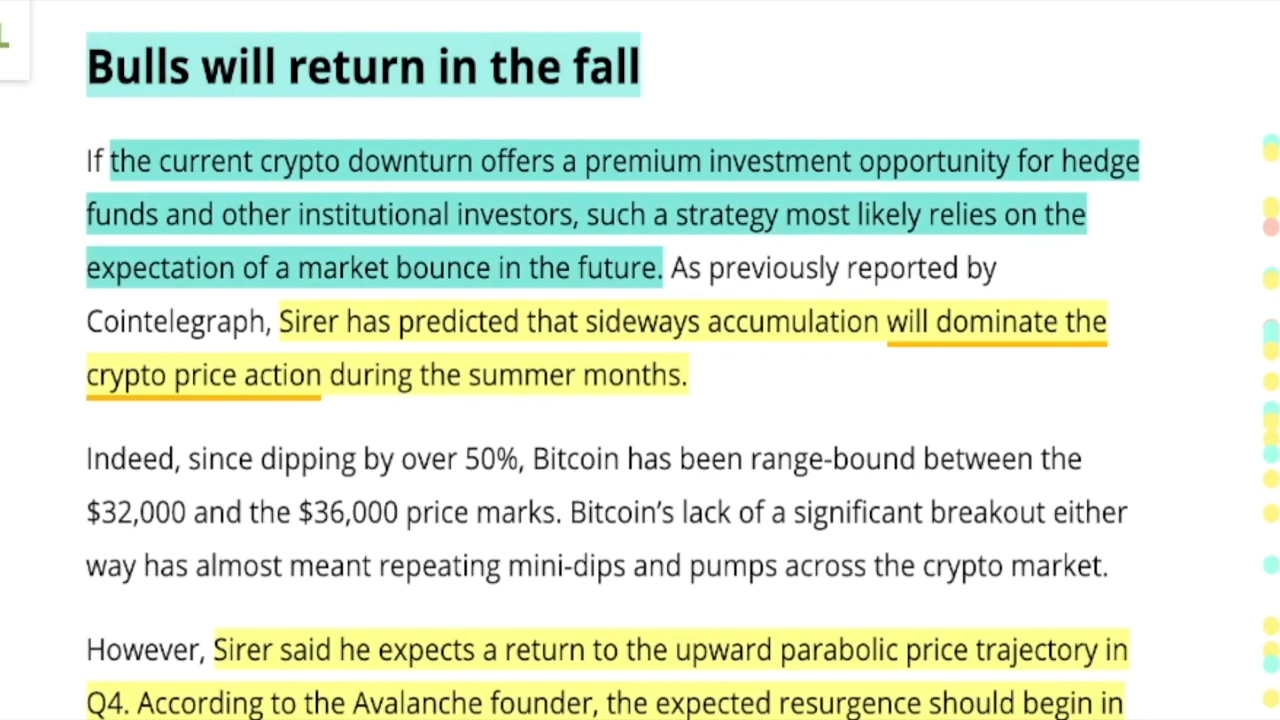 Bulls will return in the fall
If the current crypto downturn offers a premium investment opportunity for hedge
funds and other institutional investors, such a strategy most likely relies on the
expectation of a market bounce in the future. As previously reported by
Cointelegraph, Sirer has predicted that sideways accumulation will dominate the
crypto price action during the summer months.
Indeed, since dipping by over 50%, Bitcoin has been range-bound between the
$32,000 and the $36,000 price marks. Bitcoin’s lack of a significant breakout either
way has almost meant repeating mini-dips and pumps across the crypto market.
However, Sirer said he expects a return to the upward parabolic price trajectory in
Q4. According to the Avalanche founder, the expected resurgence should begin in